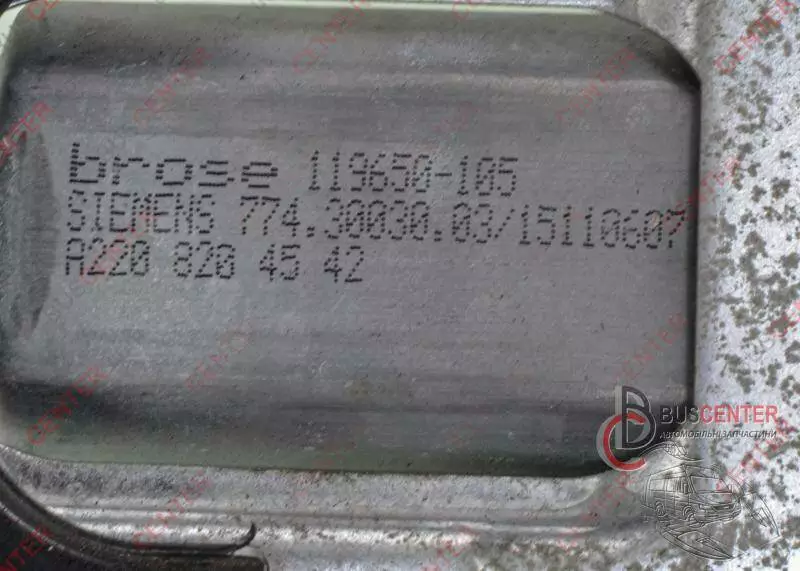 brose 119650-105
SIEMENS 774.30030.03/15110607
A220 820 45 42
BUSCENTER
АВТОМОБІЛЬНІ ЗАПЧАСТИНИ